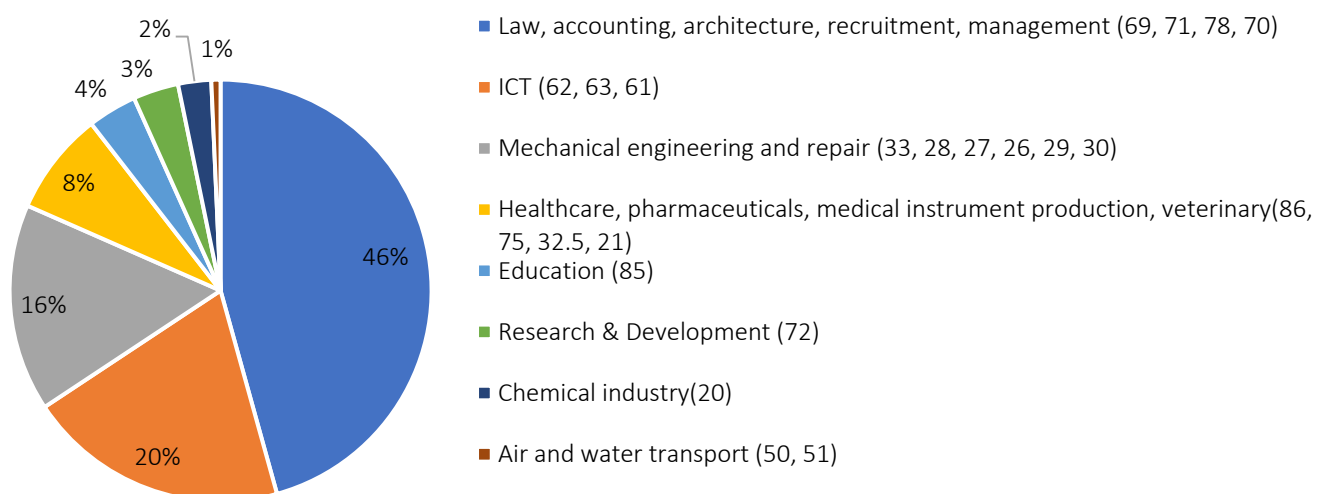 2%
1%
3%
4%
8%
46%
16%
20%
Law, accounting, architecture, recruitment, management (69, 71, 78, 70)
ICT (62, 63, 61)
Mechanical engineering and repair (33, 28, 27, 26, 29, 30)
Healthcare, pharmaceuticals, medical instrument production, veterinary(86,
75, 32.5, 21)
Education (85)
Research & Development (72)
Chemical industry(20)
Air and water transport (50, 51)